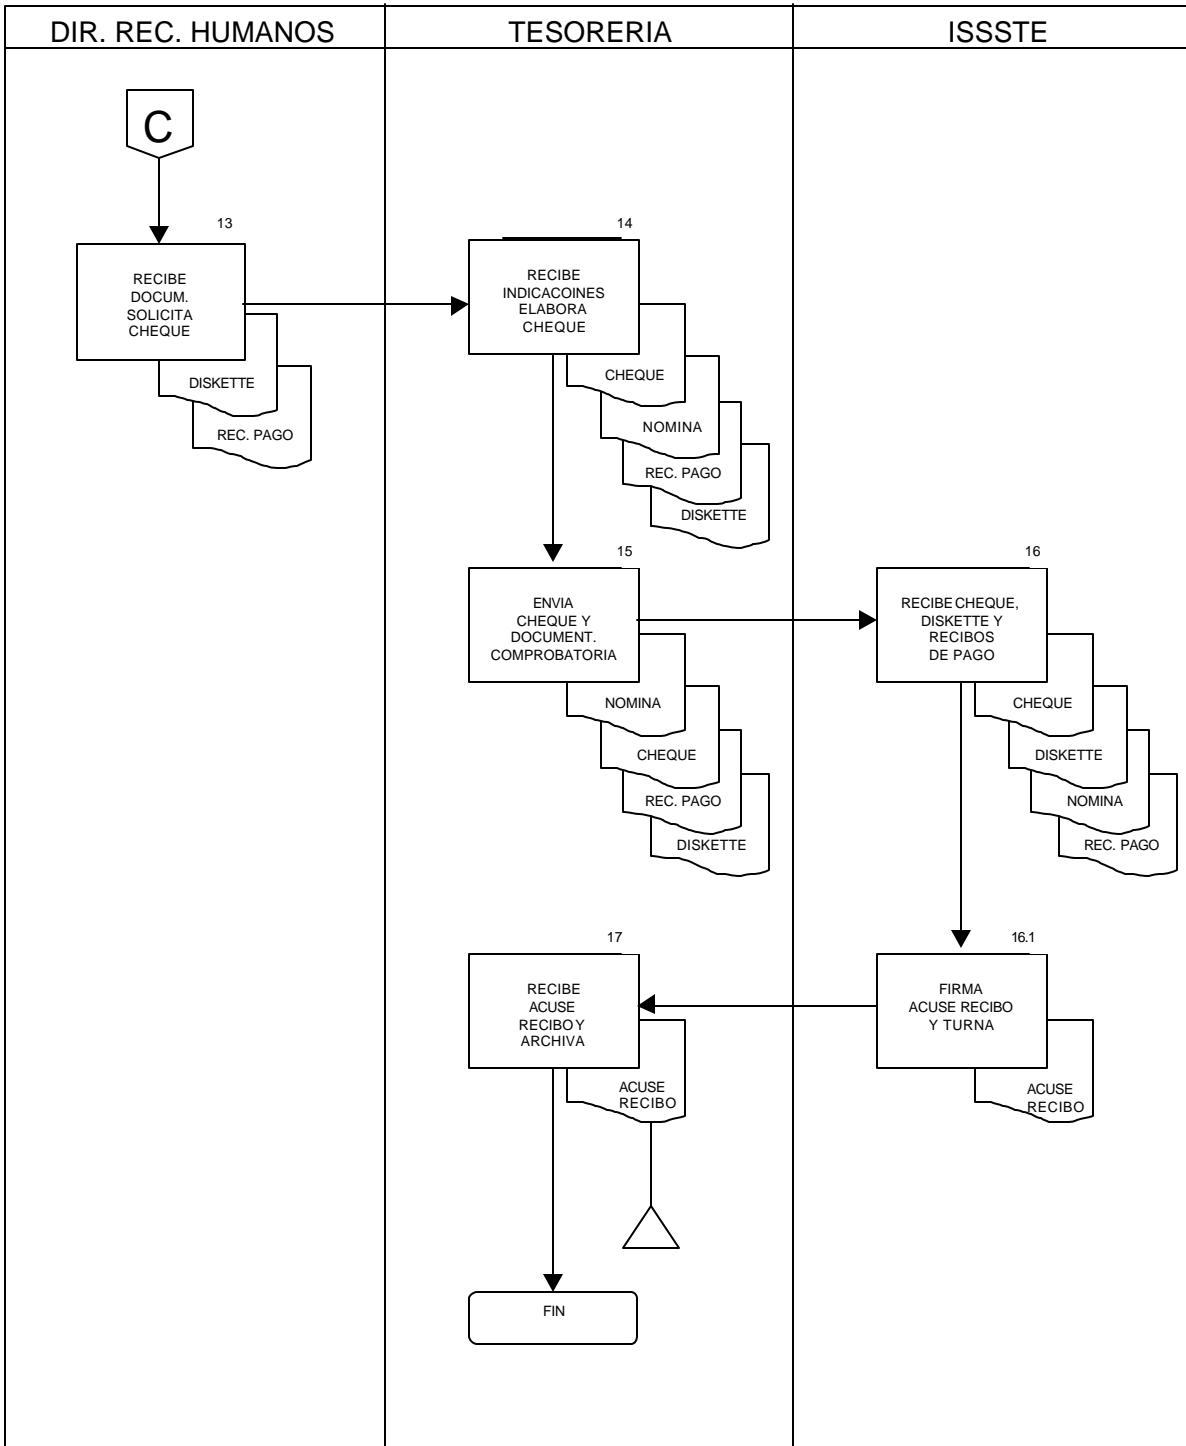 DIR. REC. HUMANOS
TESORERIA
ISSSTE
C
13
RECIBE
DOCUM.
SOLICITA
CHEQUE
DISKETTE
REC. PAGO
14
RECIBE
INDICACOINES
ELABORA
CHEQUE
CHEQUE
NOMINA
REC. PAGO
DISKETTE
15
ENVIA
CHEQUE Y
DOCUMENT.
COMPROBATORIA
NOMINA
CHEQUE
REC. PAGO
DISKETTE
16
RECIBE CHEQUE,
DISKETTE Y
RECIBOS
DE PAGO
CHEQUE
DISKETTE
NOMINA
REC. PAGO
16.1
FIRMA
ACUSE RECIBO
Y TURNA
ACUSE
RECIBO
17
RECIBE
ACUSE
RECIBO Y
ARCHIVA
ACUSE
RECIBO
FIN